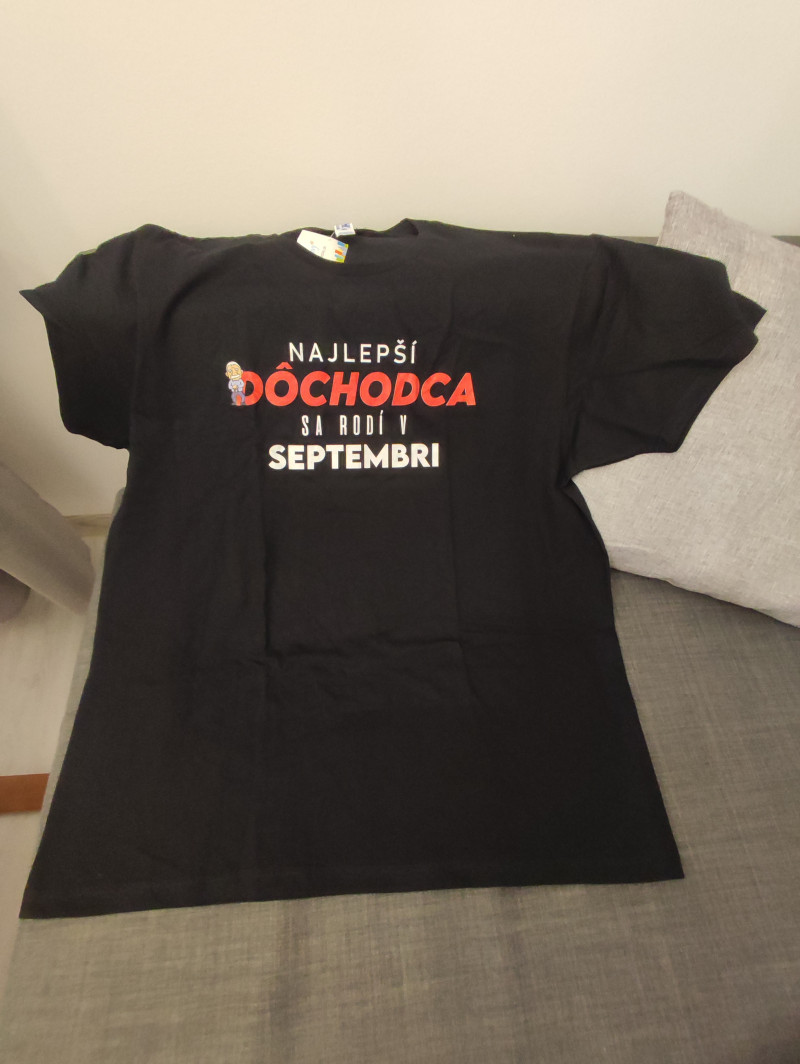 NAJLEPŠÍ
DÔCHODCA
SA RODÍ V
SEPTEMBRI